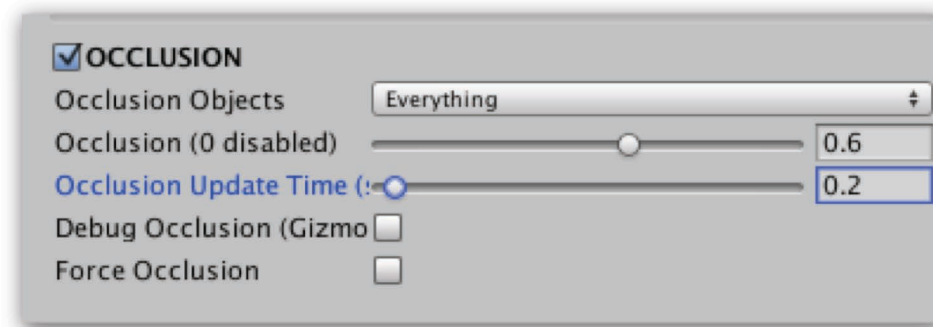 OCCLUSION
Occlusion Objects Everything
Occlusion (0 disabled) 0.6
Occlusion Update Time (s 0.2
Debug Occlusion (Gizmo
Force Occlusion